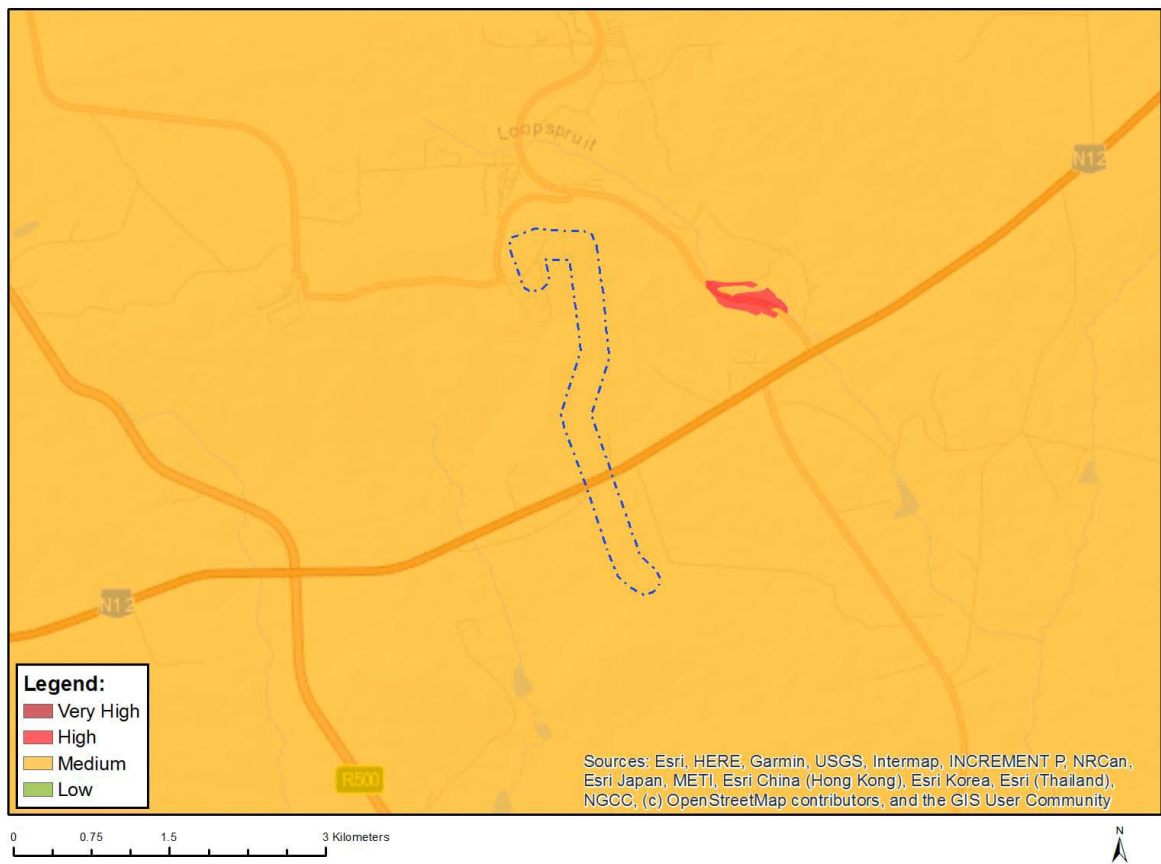 Loopspruit
N12
N12
R500
Legend:
Very High
High
Medium
Low
Sources: Esri, HERE, Garmin, USGS, Intermap, INCREMENT P, NRCan,
Esri Japan, METI, Esri China (Hong Kong), Esri Korea, Esri (Thailand),
NGCC, (c) OpenStreetMap contributors, and the GIS User Community
0 0.75 1.5 3 Kilometers
N